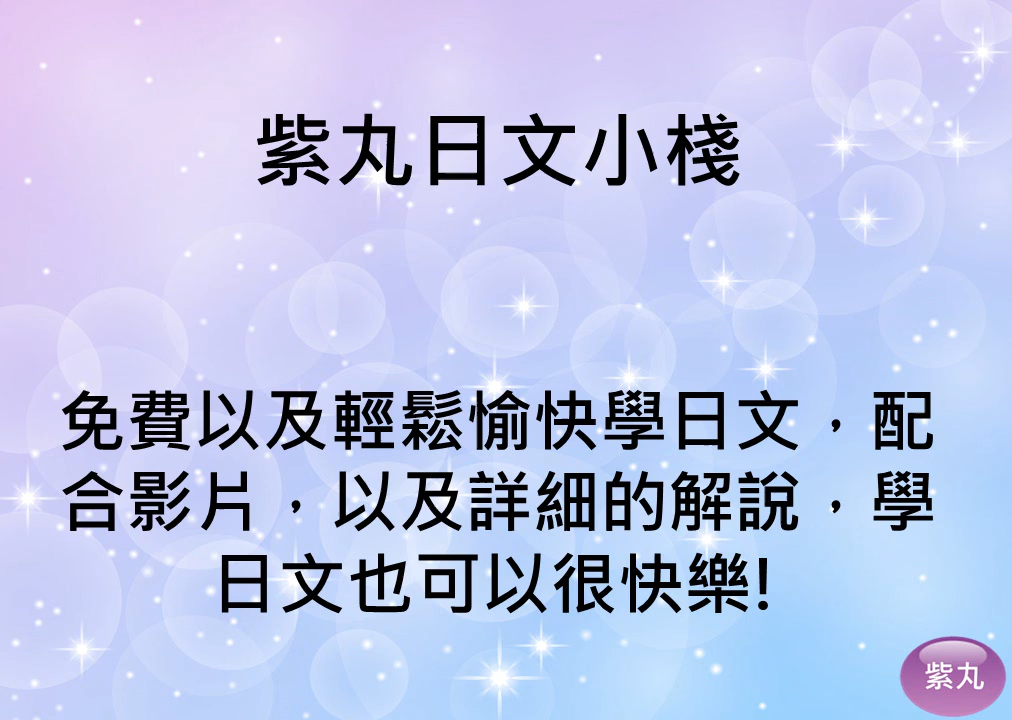 紫丸日文小棧
免費以及輕鬆愉快學日文，配
合影片，以及詳細的解說，學
日文也可以很快樂!
紫丸